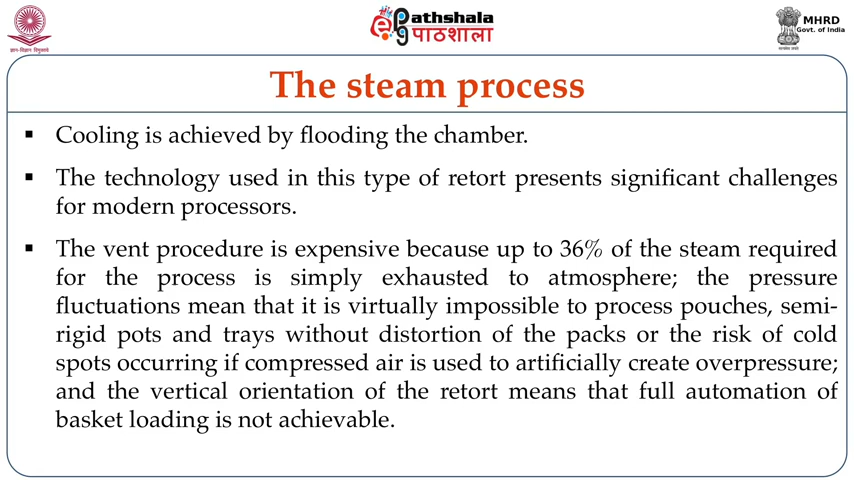 ज्ञान-विज्ञान विमुक्तये
ePathshala
पाठशाला
MHRD
Govt. of India
सत्यमेव जयते
The steam process
▪ Cooling is achieved by flooding the chamber.
▪ The technology used in this type of retort presents significant challenges
for modern processors.
▪ The vent procedure is expensive because up to 36% of the steam required
for the process is simply exhausted to atmosphere; the pressure
fluctuations mean that it is virtually impossible to process pouches, semi-
rigid pots and trays without distortion of the packs or the risk of cold
spots occurring if compressed air is used to artificially create overpressure;
and the vertical orientation of the retort means that full automation of
basket loading is not achievable.